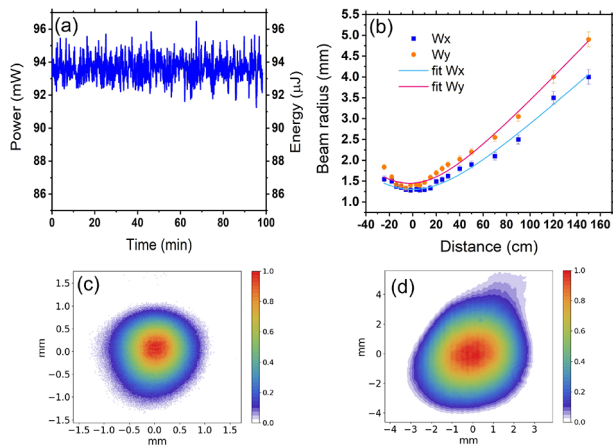 (a)
Power (mW)
96
94
92
90
88
86
96
94
92
90
88
86
Energy (µJ)
0 20 40 60 80 100
Time (min)
(b)
Wx
Wy
fit Wx
fit Wy
Beam radius (mm)
5.5
5.0
4.5
4.0
3.5
3.0
2.5
2.0
1.5
1.0
-40 -20 0 20 40 60 80 100 120 140 160
Distance (cm)
(c)
mm
1.5
1.0
0.5
0.0
−0.5
−1.0
−1.5
−1.5 −1.0 −0.5 0.0 0.5 1.0 1.5
mm
1.0
0.8
0.6
0.4
0.2
0.0
(d)
mm
4
2
0
−2
−4
−3 −2 −1 0 1 2 3
mm
1.0
0.8
0.6
0.4
0.2
0.0